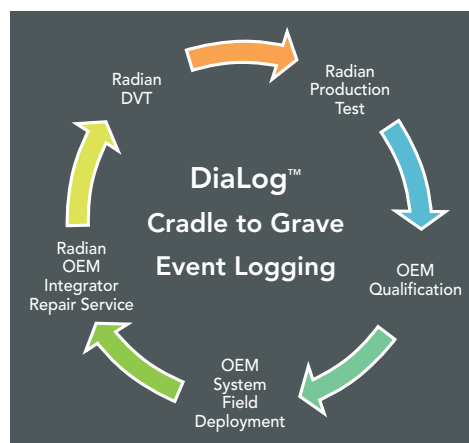 Radian
DVT
Radian
Production
Test
DiaLog™
Cradle to Grave
Event Logging
OEM
Qualification
OEM
System
Field
Deployment
Radian
OEM
Integrator
Repair Service